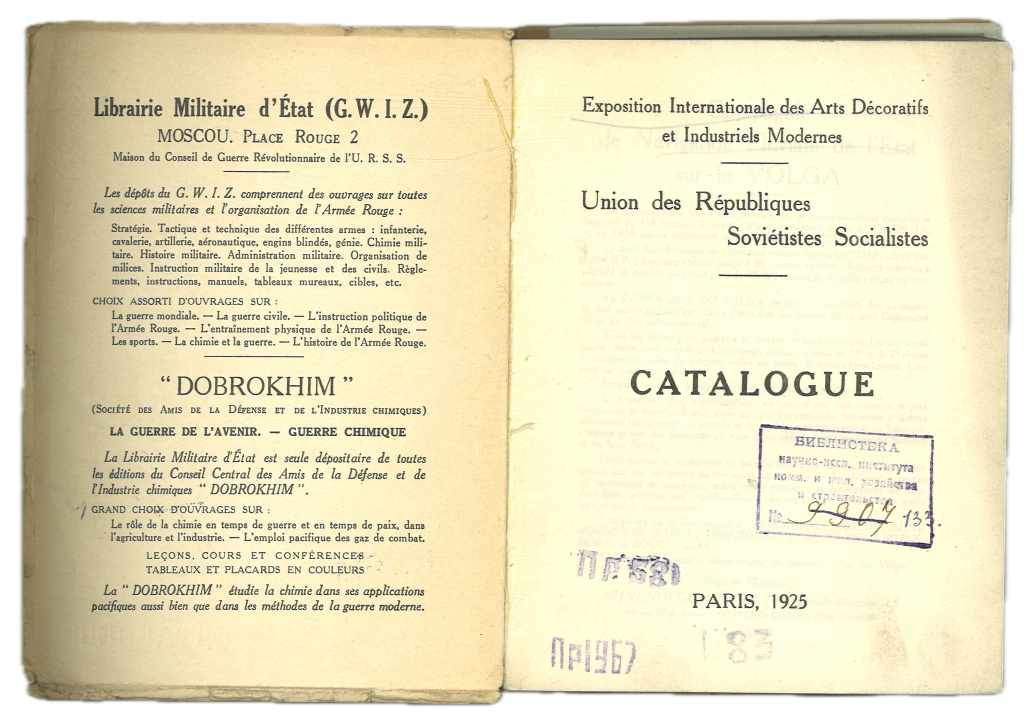 Librairie Militaire d'État (G. W. I. Z.)
MOSCOU. PLACE ROUGE 2
Maison du Conseil de Guerre Révolutionnaire de l'U. R. S. S.
Les dépôts du G. W. I. Z. comprennent des ouvrages sur toutes
les sciences militaires et l'organisation de l'Armée Rouge :
Stratégie. Tactique et technique des différentes armes : infanterie,
cavalerie, artillerie, aéronautique, engins blindés, génie. Chimie mili-
taire. Histoire militaire. Administration militaire. Organisation de
milices. Instruction militaire de la jeunesse et des civils. Règle-
ments, instructions, manuels, tableaux mureaux, cibles, etc.
CHOIX ASSORTI D'OUVRAGES SUR :
La guerre mondiale. — La guerre civile. — L'instruction politique de
l'Armée Rouge. — L'entraînement physique de l'Armée Rouge. —
Les sports. — La chimie et la guerre. — L'histoire de l'Armée Rouge.
“ DOBROKHIM ”
(SOCIÉTÉ DES AMIS DE LA DÉFENSE ET DE L'INDUSTRIE CHIMIQUES)
LA GUERRE DE L'AVENIR. — GUERRE CHIMIQUE
La Librairie Militaire d'État est seule dépositaire de toutes
les éditions du Conseil Central des Amis de la Défense et de
l'Industrie chimiques “ DOBROKHIM ”.
GRAND CHOIX D'OUVRAGES SUR :
Le rôle de la chimie en temps de guerre et en temps de paix, dans
l'agriculture et l'industrie. — L'emploi pacifique des gaz de combat.
LEÇONS, COURS ET CONFÉRENCES
TABLEAUX ET PLACARDS EN COULEURS
La “ DOBROKHIM ” étudie la chimie dans ses applications
pacifiques aussi bien que dans les méthodes de la guerre moderne.
Exposition Internationale des Arts Décoratifs
et Industriels Modernes
Union des Républiques
Soviétistes Socialistes
CATALOGUE
БИБЛИОТЕКА
научно-иссл. института
комм. и жил. хозяйства
и строительства
№ 9907 133.
Пр 581
PARIS, 1925
Пр1967
83